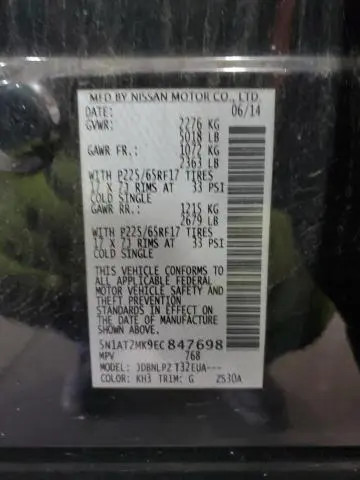 MFD BY NISSAN MOTOR CO., LTD.
DATE: 06/14
GVWR: 2276 KG
5018 LB
GAWR FR.: 1072 KG
2363 LB
WITH P225/65RF17 TIRES
17 X 7J RIMS AT 33 PSI
COLD SINGLE
GAWR RR.: 1215 KG
2679 LB
WITH P225/65RF17 TIRES
17 X 7J RIMS AT 33 PSI
COLD SINGLE
THIS VEHICLE CONFORMS TO
ALL APPLICABLE FEDERAL
MOTOR VEHICLE SAFETY AND
THEFT PREVENTION
STANDARDS IN EFFECT ON
THE DATE OF MANUFACTURE
SHOWN ABOVE.
5N1AT2MK9EC847698
MPV 768
MODEL: JDBNLP2 T32EUA---
COLOR: KH3 TRIM: G ZS30A